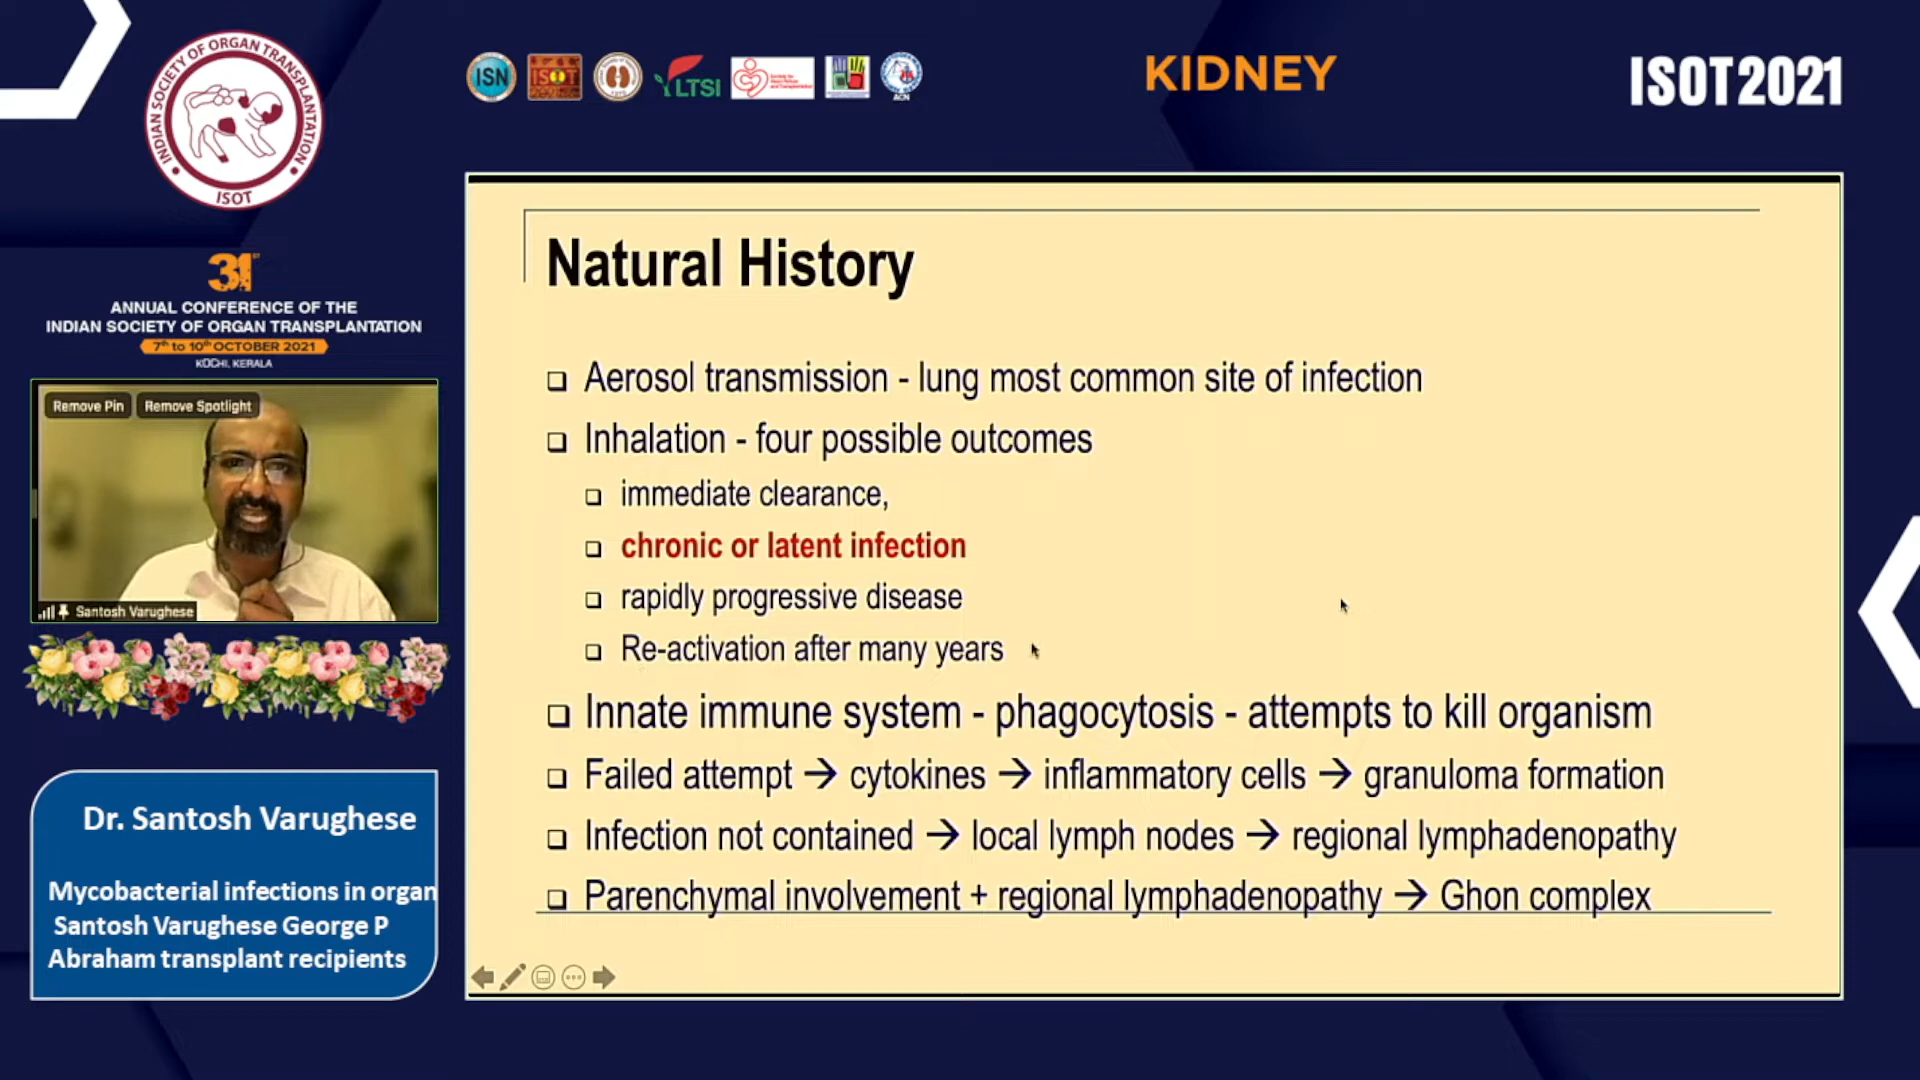 INDIAN SOCIETY OF ORGAN TRANSPLANTATION
ISOT
ISN
ISOT
LTSI
ACN
KIDNEY
ISOT2021
31ST
ANNUAL CONFERENCE OF THE
INDIAN SOCIETY OF ORGAN TRANSPLANTATION
7th to 10th OCTOBER 2021
KOCHI, KERALA
Remove Pin Remove Spotlight
Santosh Varughese
Dr. Santosh Varughese
Mycobacterial infections in organ
Santosh Varughese George P
Abraham transplant recipients
Natural History
Aerosol transmission - lung most common site of infection
Inhalation - four possible outcomes
immediate clearance,
chronic or latent infection
rapidly progressive disease
Re-activation after many years
Innate immune system - phagocytosis - attempts to kill organism
Failed attempt → cytokines → inflammatory cells → granuloma formation
Infection not contained → local lymph nodes → regional lymphadenopathy
Parenchymal involvement + regional lymphadenopathy → Ghon complex